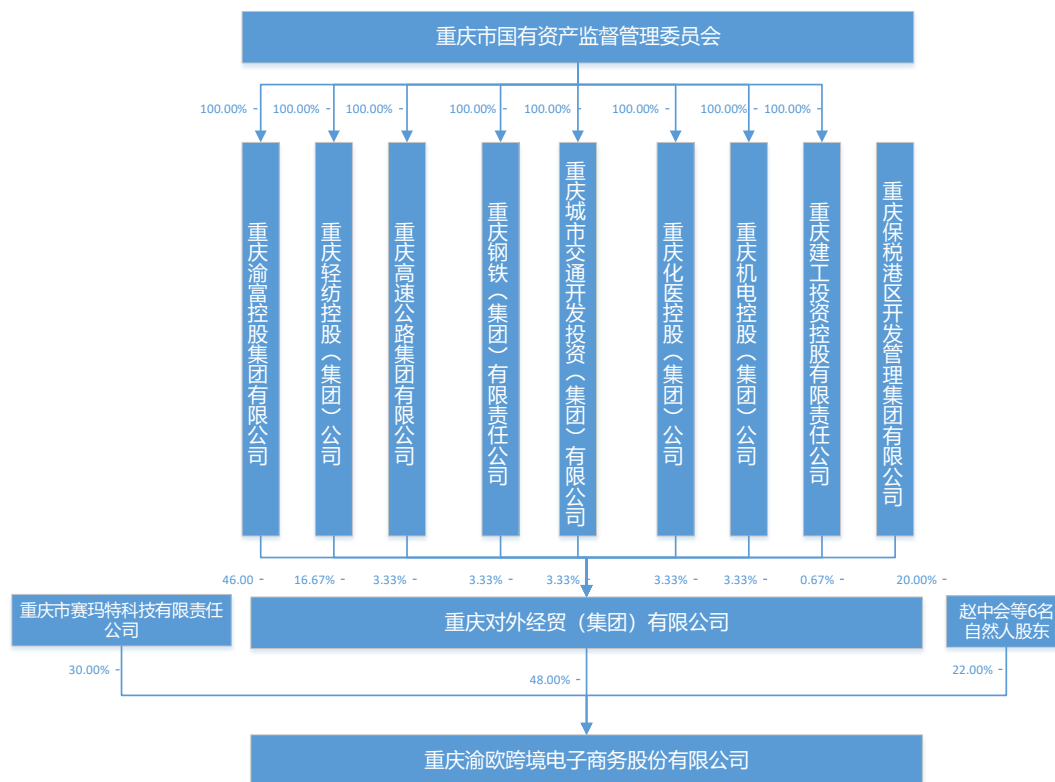 重庆市国有资产监督管理委员会
100.00%
100.00%
100.00%
100.00%
100.00%
100.00%
100.00%
100.00%
重庆渝富控股集团有限公司
重庆轻纺控股（集团）公司
重庆高速公路集团有限公司
重庆钢铁（集团）有限责任公司
重庆城市交通开发投资（集团）有限公司
重庆化医控股（集团）公司
重庆机电控股（集团）公司
重庆建工投资控股有限责任公司
重庆保税港区开发管理集团有限公司
46.00
16.67%
3.33%
3.33%
3.33%
3.33%
3.33%
0.67%
20.00%
重庆市赛玛特科技有限责任
公司
重庆对外经贸（集团）有限公司
赵中会等6名
自然人股东
30.00%
48.00%
22.00%
重庆渝欧跨境电子商务股份有限公司